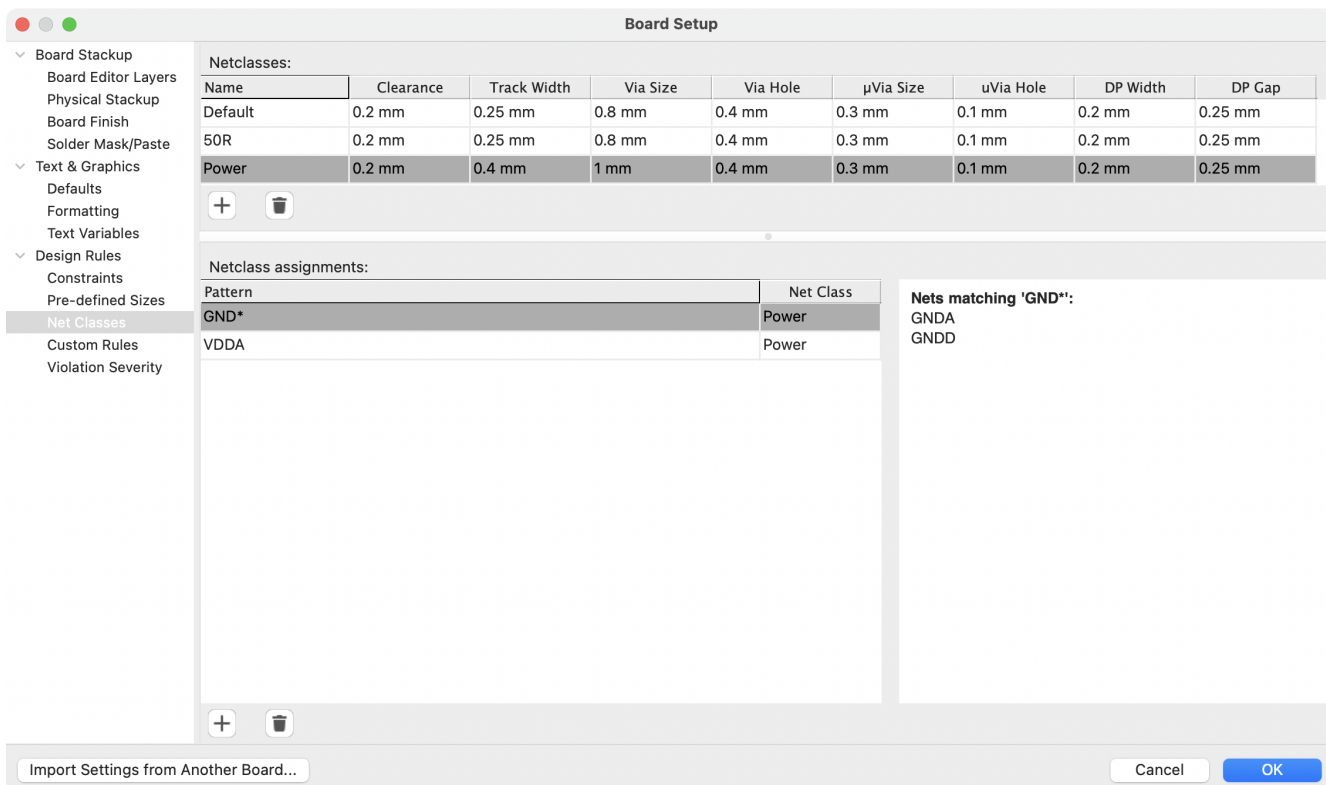 Board Setup
Board Stackup
Board Editor Layers
Physical Stackup
Board Finish
Solder Mask/Paste
Text & Graphics
Defaults
Formatting
Text Variables
Design Rules
Constraints
Pre-defined Sizes
Net Classes
Custom Rules
Violation Severity
Netclasses:
Name Clearance Track Width Via Size Via Hole µVia Size uVia Hole DP Width DP Gap
Default 0.2 mm 0.25 mm 0.8 mm 0.4 mm 0.3 mm 0.1 mm 0.2 mm 0.25 mm
50R 0.2 mm 0.25 mm 0.8 mm 0.4 mm 0.3 mm 0.1 mm 0.2 mm 0.25 mm
Power 0.2 mm 0.4 mm 1 mm 0.4 mm 0.3 mm 0.1 mm 0.2 mm 0.25 mm
Netclass assignments:
Pattern Net Class
GND* Power
VDDA Power
Nets matching 'GND*':
GNDA
GNDD
Import Settings from Another Board...
Cancel
OK